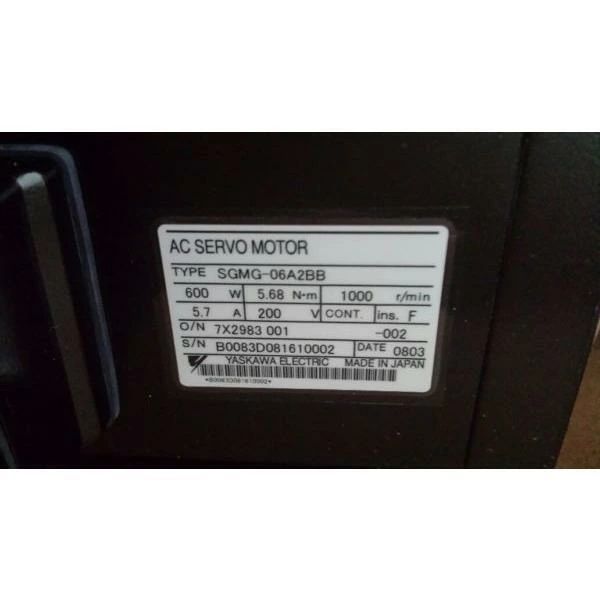 AC SERVO MOTOR
TYPE SGMG-06A2BB
600 W 5.68 N·m 1000 r/min
5.7 A 200 V CONT. ins. F
O/N 7X2983 001 -002
S/N B0083D081610002 DATE 0803
YASKAWA ELECTRIC MADE IN JAPAN
*B0083D081610002*